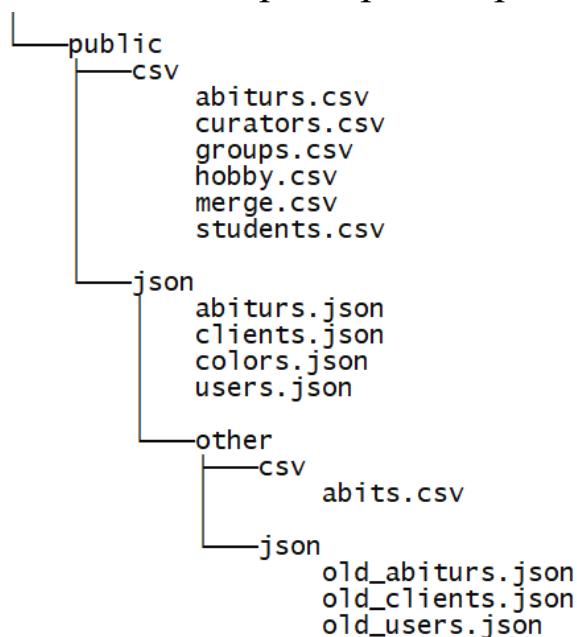 public
csv
abiturs.csv
curators.csv
groups.csv
hobby.csv
merge.csv
students.csv
json
abiturs.json
clients.json
colors.json
users.json
other
csv
abits.csv
json
old_abiturs.json
old_clients.json
old_users.json